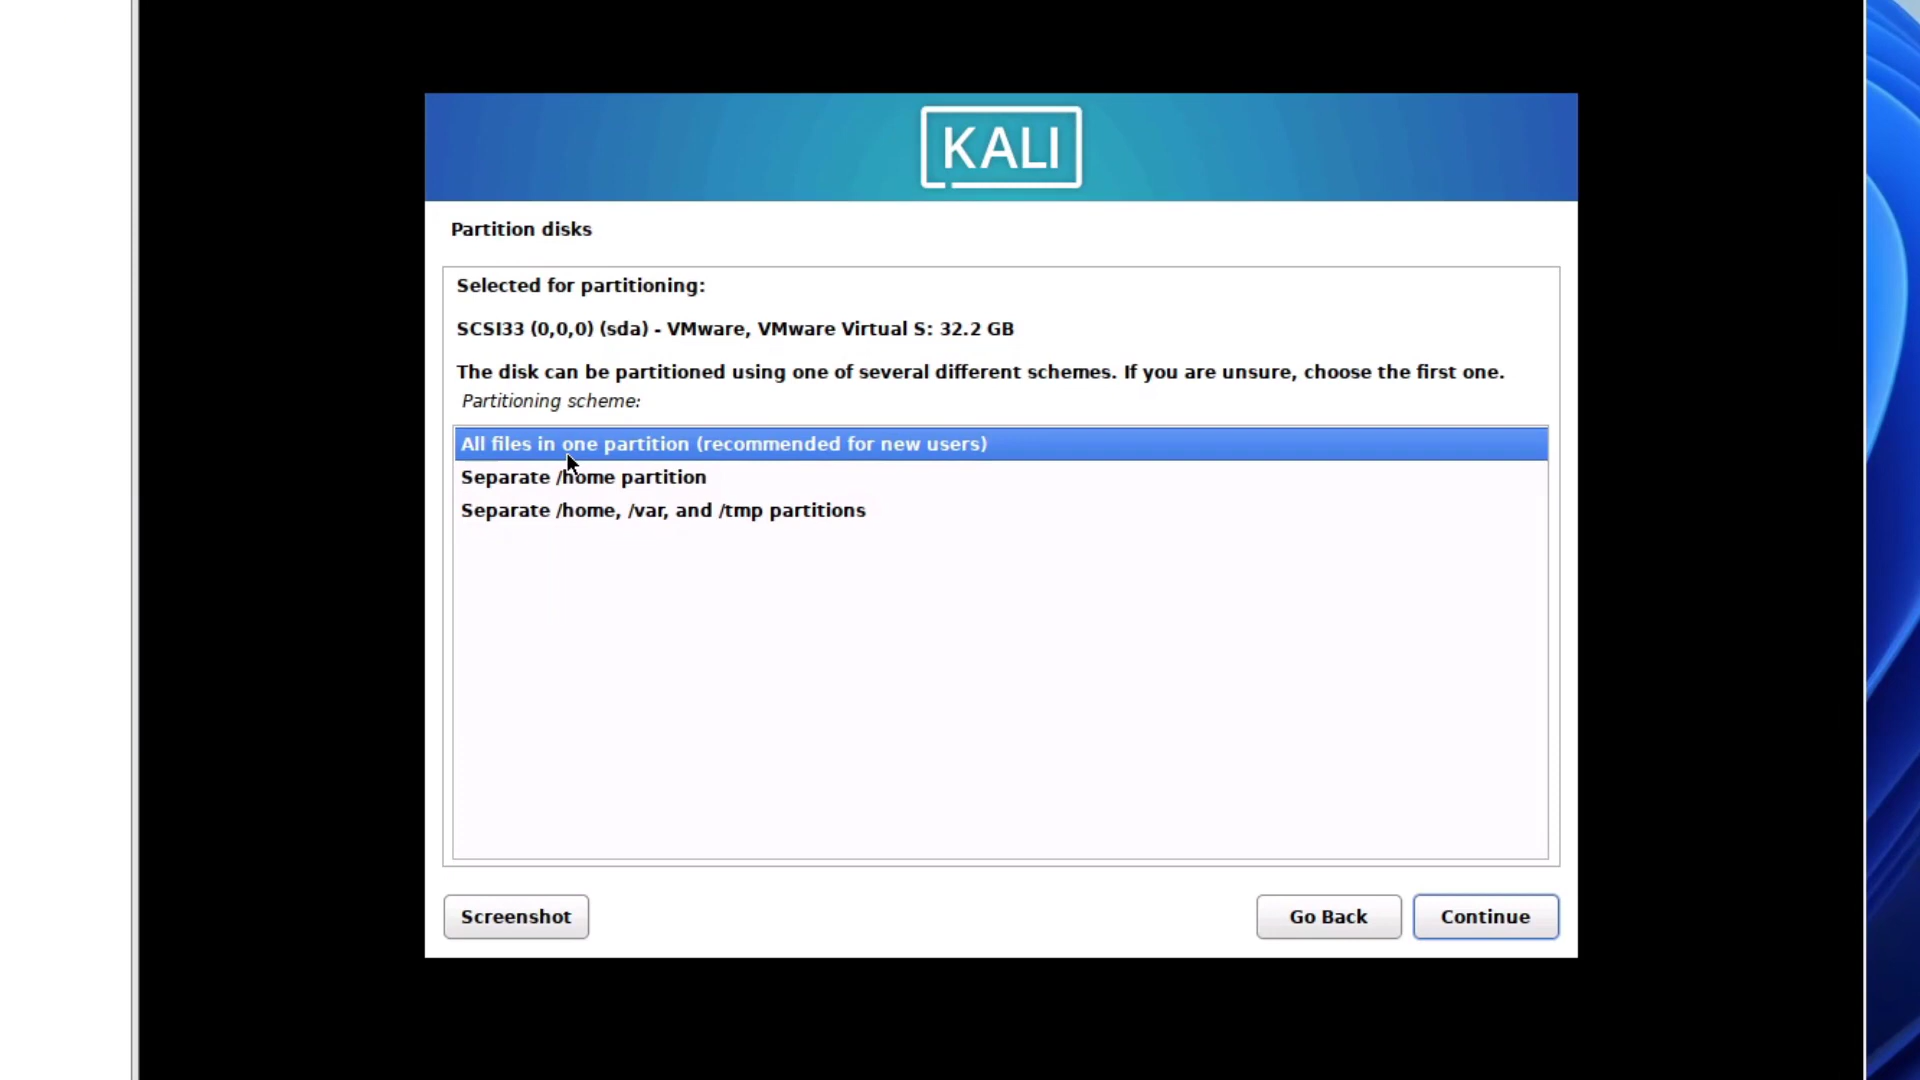 KALI
Partition disks
Selected for partitioning:
SCSI33 (0,0,0) (sda) - VMware, VMware Virtual S: 32.2 GB
The disk can be partitioned using one of several different schemes. If you are unsure, choose the first one.
Partitioning scheme:
All files in one partition (recommended for new users)
Separate /home partition
Separate /home, /var, and /tmp partitions
Screenshot
Go Back
Continue